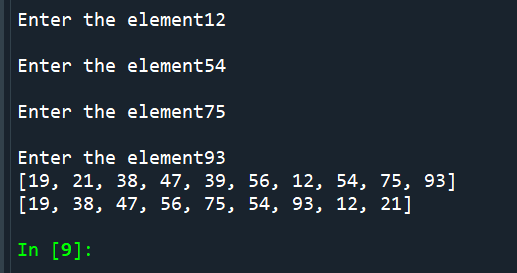 Enter the element12
Enter the element54
Enter the element75
Enter the element93
[19, 21, 38, 47, 39, 56, 12, 54, 75, 93]
[19, 38, 47, 56, 75, 54, 93, 12, 21]
In [9]: